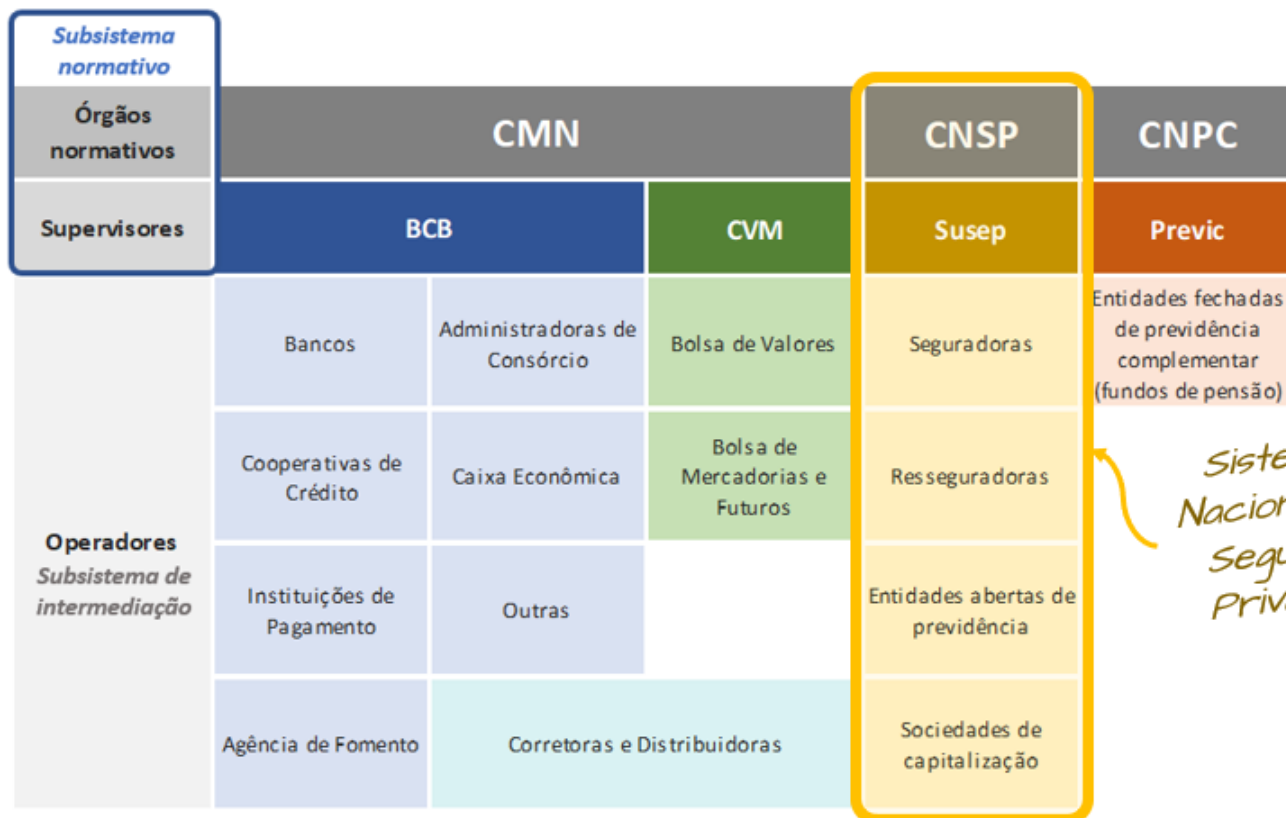 Subsistema
normativo
Órgãos
normativos
CMN
CNSP
CNPC
Supervisores
BCB
CVM
Susep
Previc
Operadores
Subsistema de
intermediação
Bancos
Administradoras de
Consórcio
Bolsa de Valores
Seguradoras
Entidades fechadas
de previdência
complementar
(fundos de pensão)
Cooperativas de
Crédito
Caixa Econômica
Bolsa de
Mercadorias e
Futuros
Resseguradoras
Instituições de
Pagamento
Outras
Entidades abertas de
previdência
Agência de Fomento
Corretoras e Distribuidoras
Sociedades de
capitalização